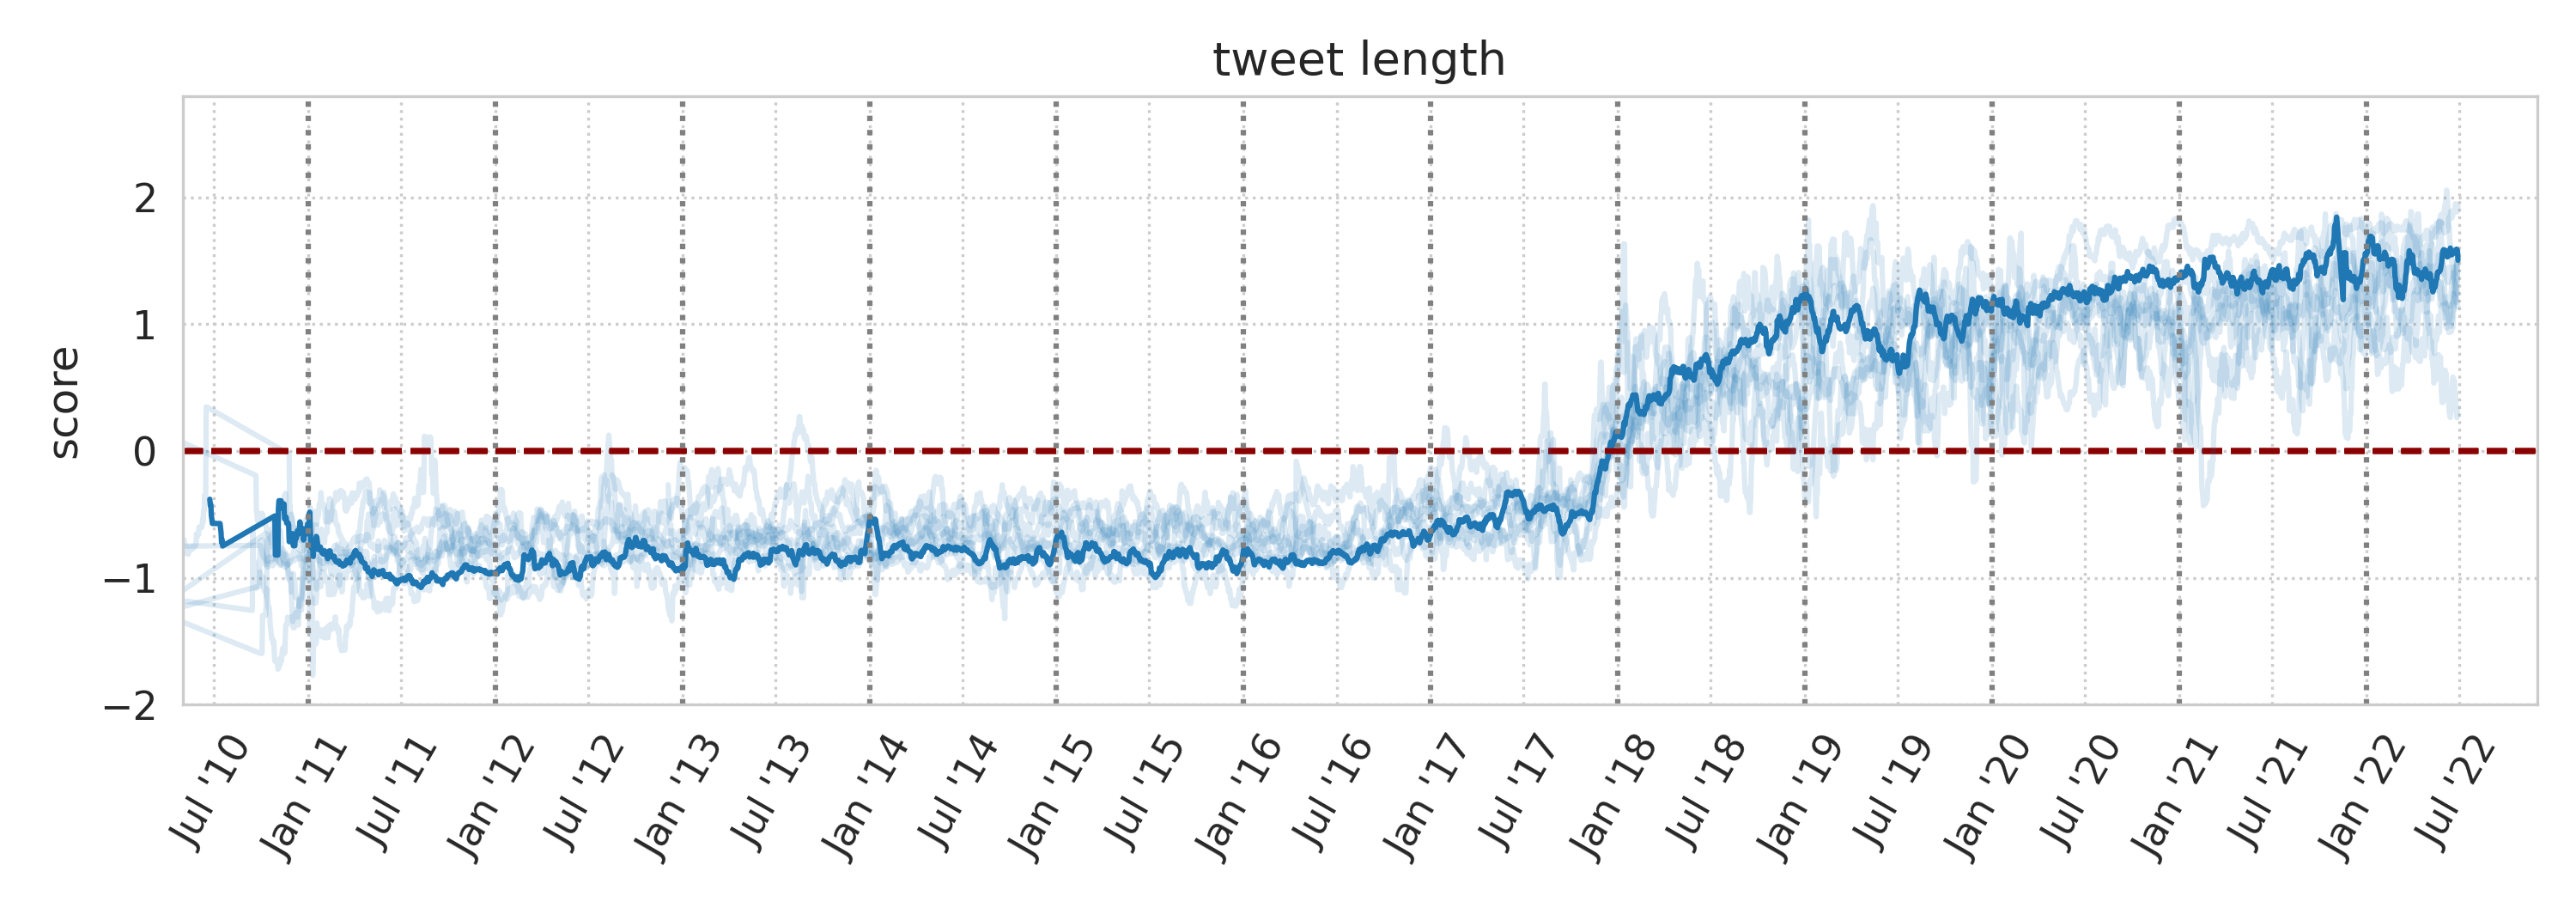 tweet length
score
2
1
0
−1
−2
Jul '10
Jan '11
Jul '11
Jan '12
Jul '12
Jan '13
Jul '13
Jan '14
Jul '14
Jan '15
Jul '15
Jan '16
Jul '16
Jan '17
Jul '17
Jan '18
Jul '18
Jan '19
Jul '19
Jan '20
Jul '20
Jan '21
Jul '21
Jan '22
Jul '22